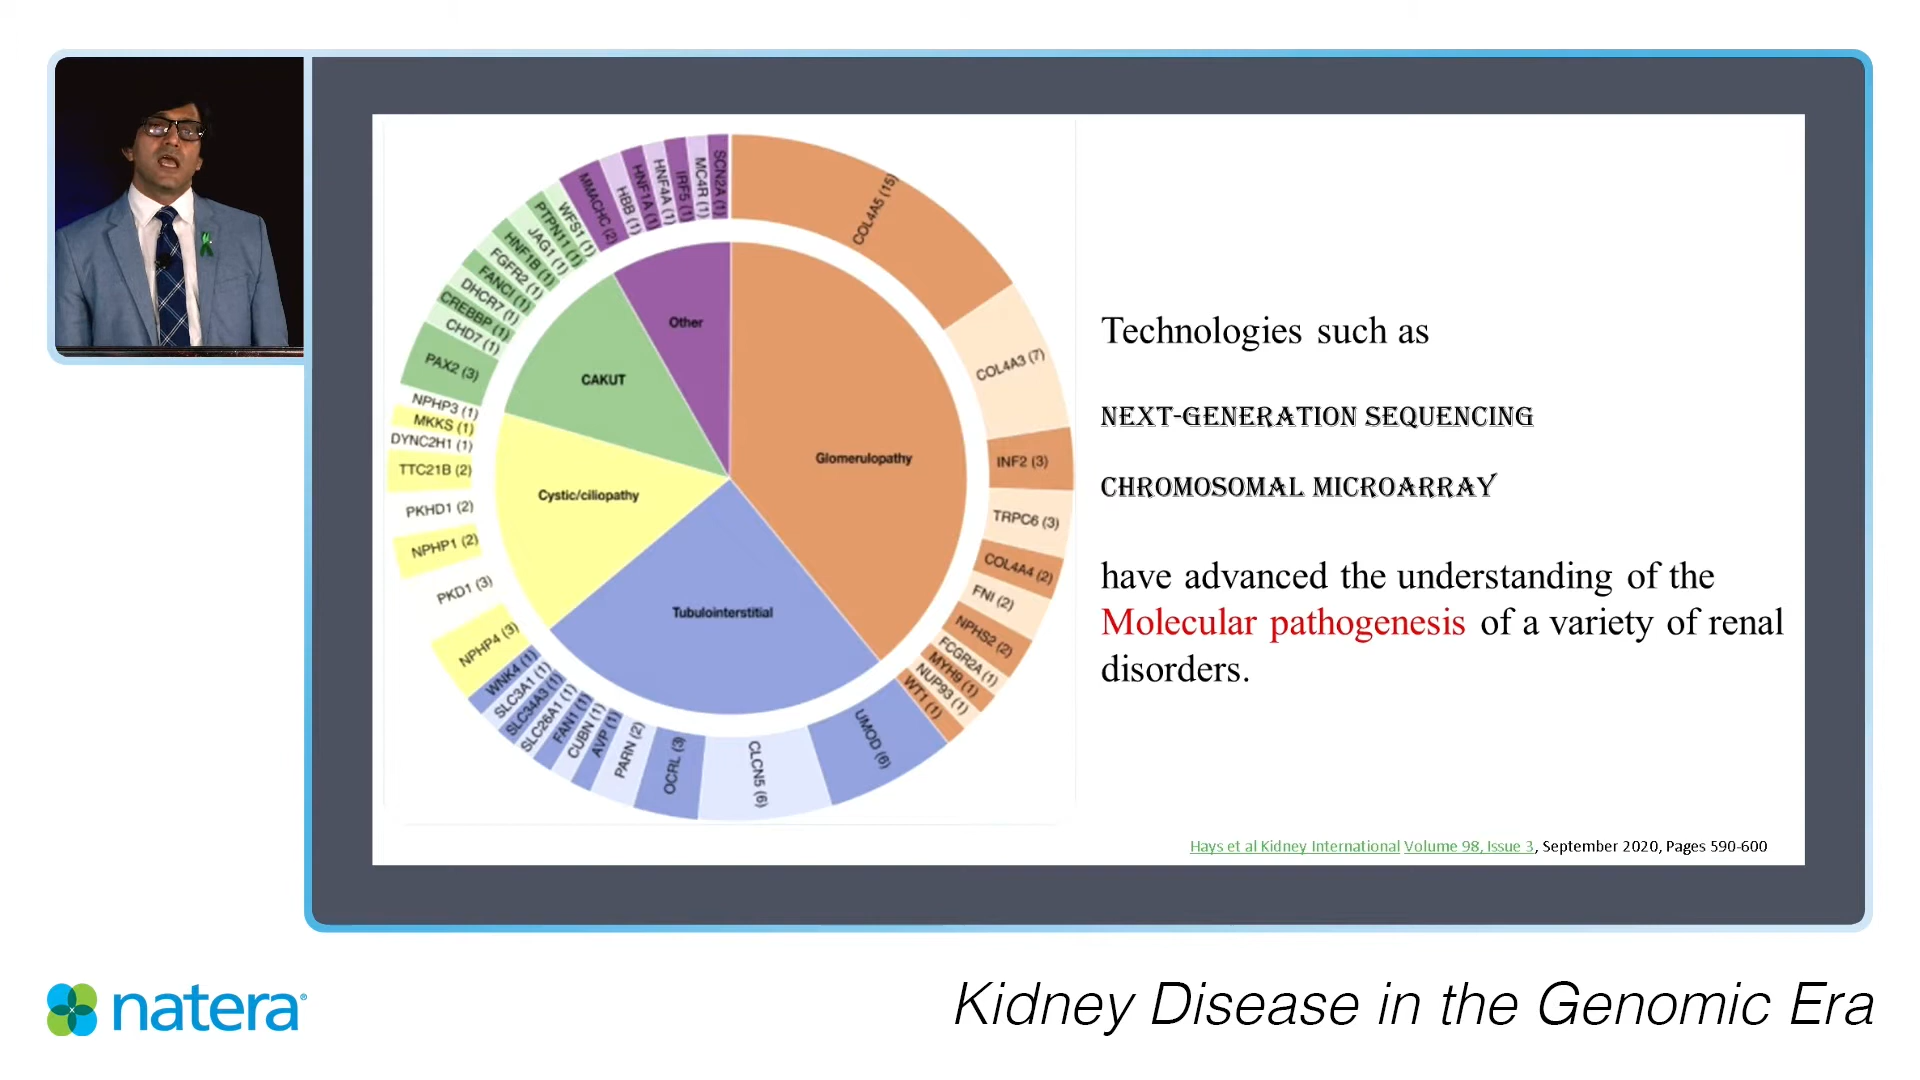 SCN2A (1)
MC4R (1)
IRF5 (1)
HNF4A (1)
HNF1A (1)
HBB (1)
MMACHC (2)
WFS1 (1)
PTPN11 (1)
JAG1 (1)
HNF1B (1)
FGFR2 (1)
FANCI (1)
DHCR7 (1)
CREBBP (1)
CHD7 (1)
PAX2 (3)
NPHP3 (1)
MKKS (1)
DYNC2H1 (1)
TTC21B (2)
PKHD1 (2)
NPHP1 (2)
PKD1 (3)
NPHP4 (3)
WNK4 (1)
SLC3A1 (1)
SLC34A3 (1)
SLC26A1 (1)
FAN1 (1)
CUBN (1)
AVP (1)
PARN (2)
OCRL (3)
CLCN5 (6)
UMOD (6)
WT1 (1)
NUP93 (1)
MYH9 (1)
FCGR2A (1)
NPHS2 (2)
FNI (2)
COL4A4 (2)
TRPC6 (3)
INF2 (3)
COL4A3 (7)
COL4A5 (15)
Other
CAKUT
Glomerulopathy
Cystic/ciliopathy
Tubulointerstitial
Technologies such as
NEXT-GENERATION SEQUENCING
CHROMOSOMAL MICROARRAY
have advanced the understanding of the
Molecular pathogenesis of a variety of renal
disorders.
Hays et al Kidney International Volume 98, Issue 3, September 2020, Pages 590-600
natera®
Kidney Disease in the Genomic Era